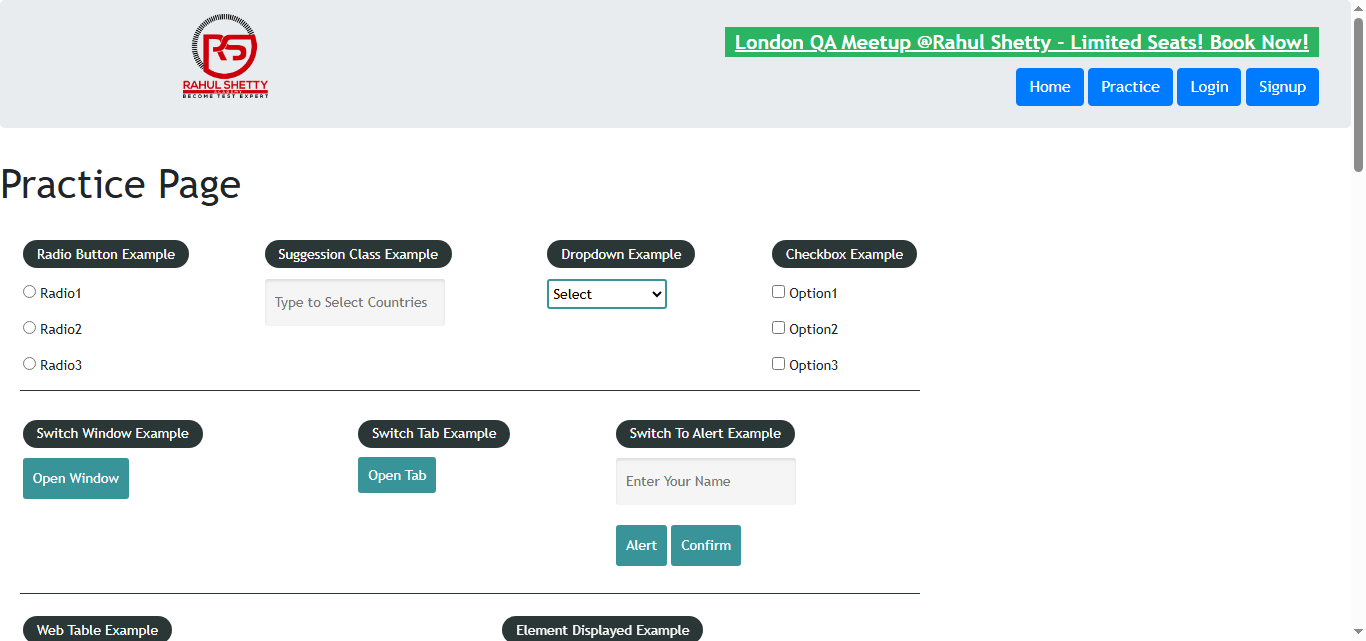 RS
RAHUL SHETTY
ACADEMY
BECOME TEST EXPERT
London QA Meetup @Rahul Shetty - Limited Seats! Book Now!
Home Practice Login Signup
Practice Page
Radio Button Example Suggession Class Example Dropdown Example Checkbox Example
Radio1 Type to Select Countries Select Option1
Radio2 Option2
Radio3 Option3
Switch Window Example Switch Tab Example Switch To Alert Example
Open Window Open Tab Enter Your Name
Alert Confirm
Web Table Example Element Displayed Example